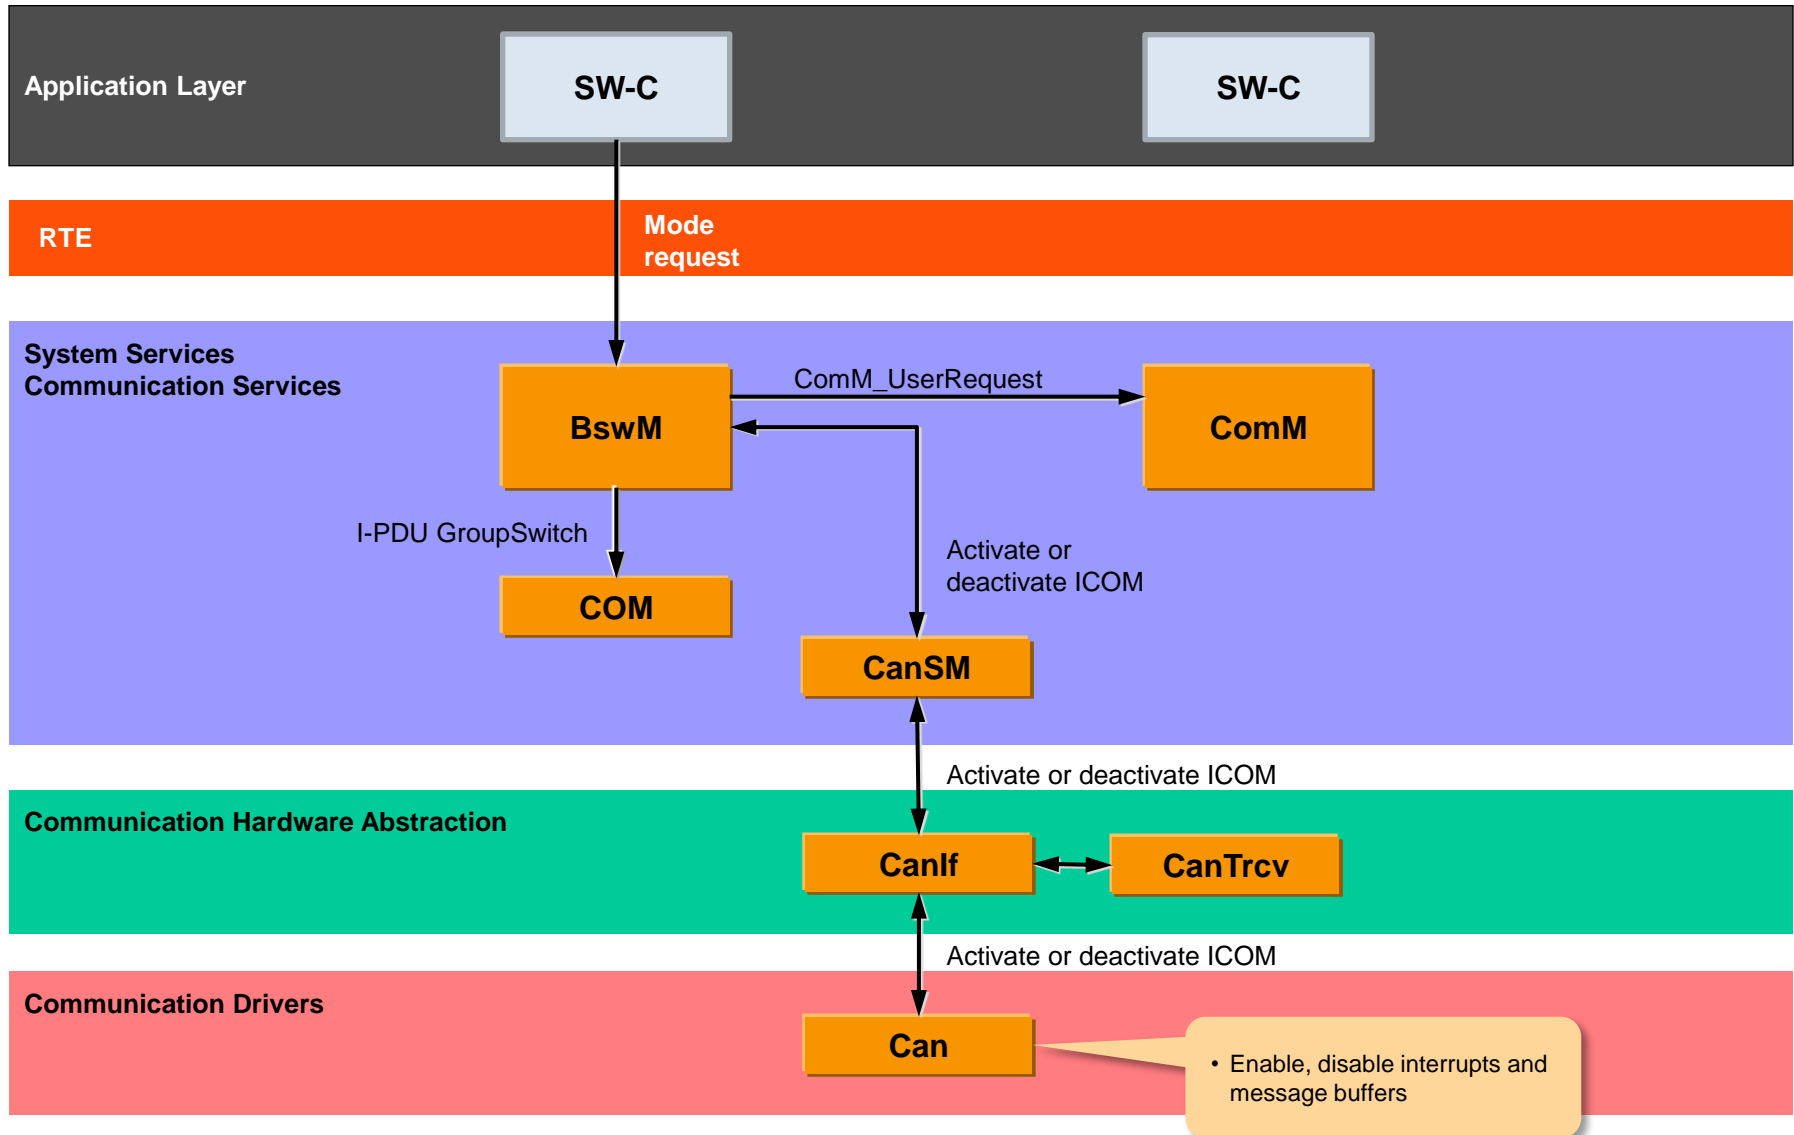 Application Layer
SW-C
SW-C
RTE
Mode
request
System Services
Communication Services
BswM
ComM_UserRequest
ComM
I-PDU GroupSwitch
COM
Activate or
deactivate ICOM
CanSM
Activate or deactivate ICOM
Communication Hardware Abstraction
CanIf
CanTrcv
Activate or deactivate ICOM
Communication Drivers
Can
• Enable, disable interrupts and
message buffers